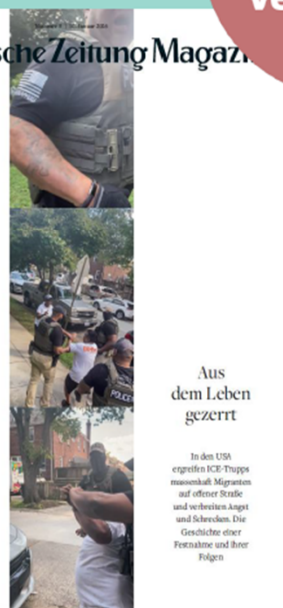 sche Zeitung Magazi
POLICE
Aus
dem Leben
gezerrt
In den USA
ergreifen ICE-Trupps
massenhaft Migranten
auf offener Straße
und verbreiten Angst
und Schrecken. Die
Geschichte einer
Festnahme und ihrer
Folgen